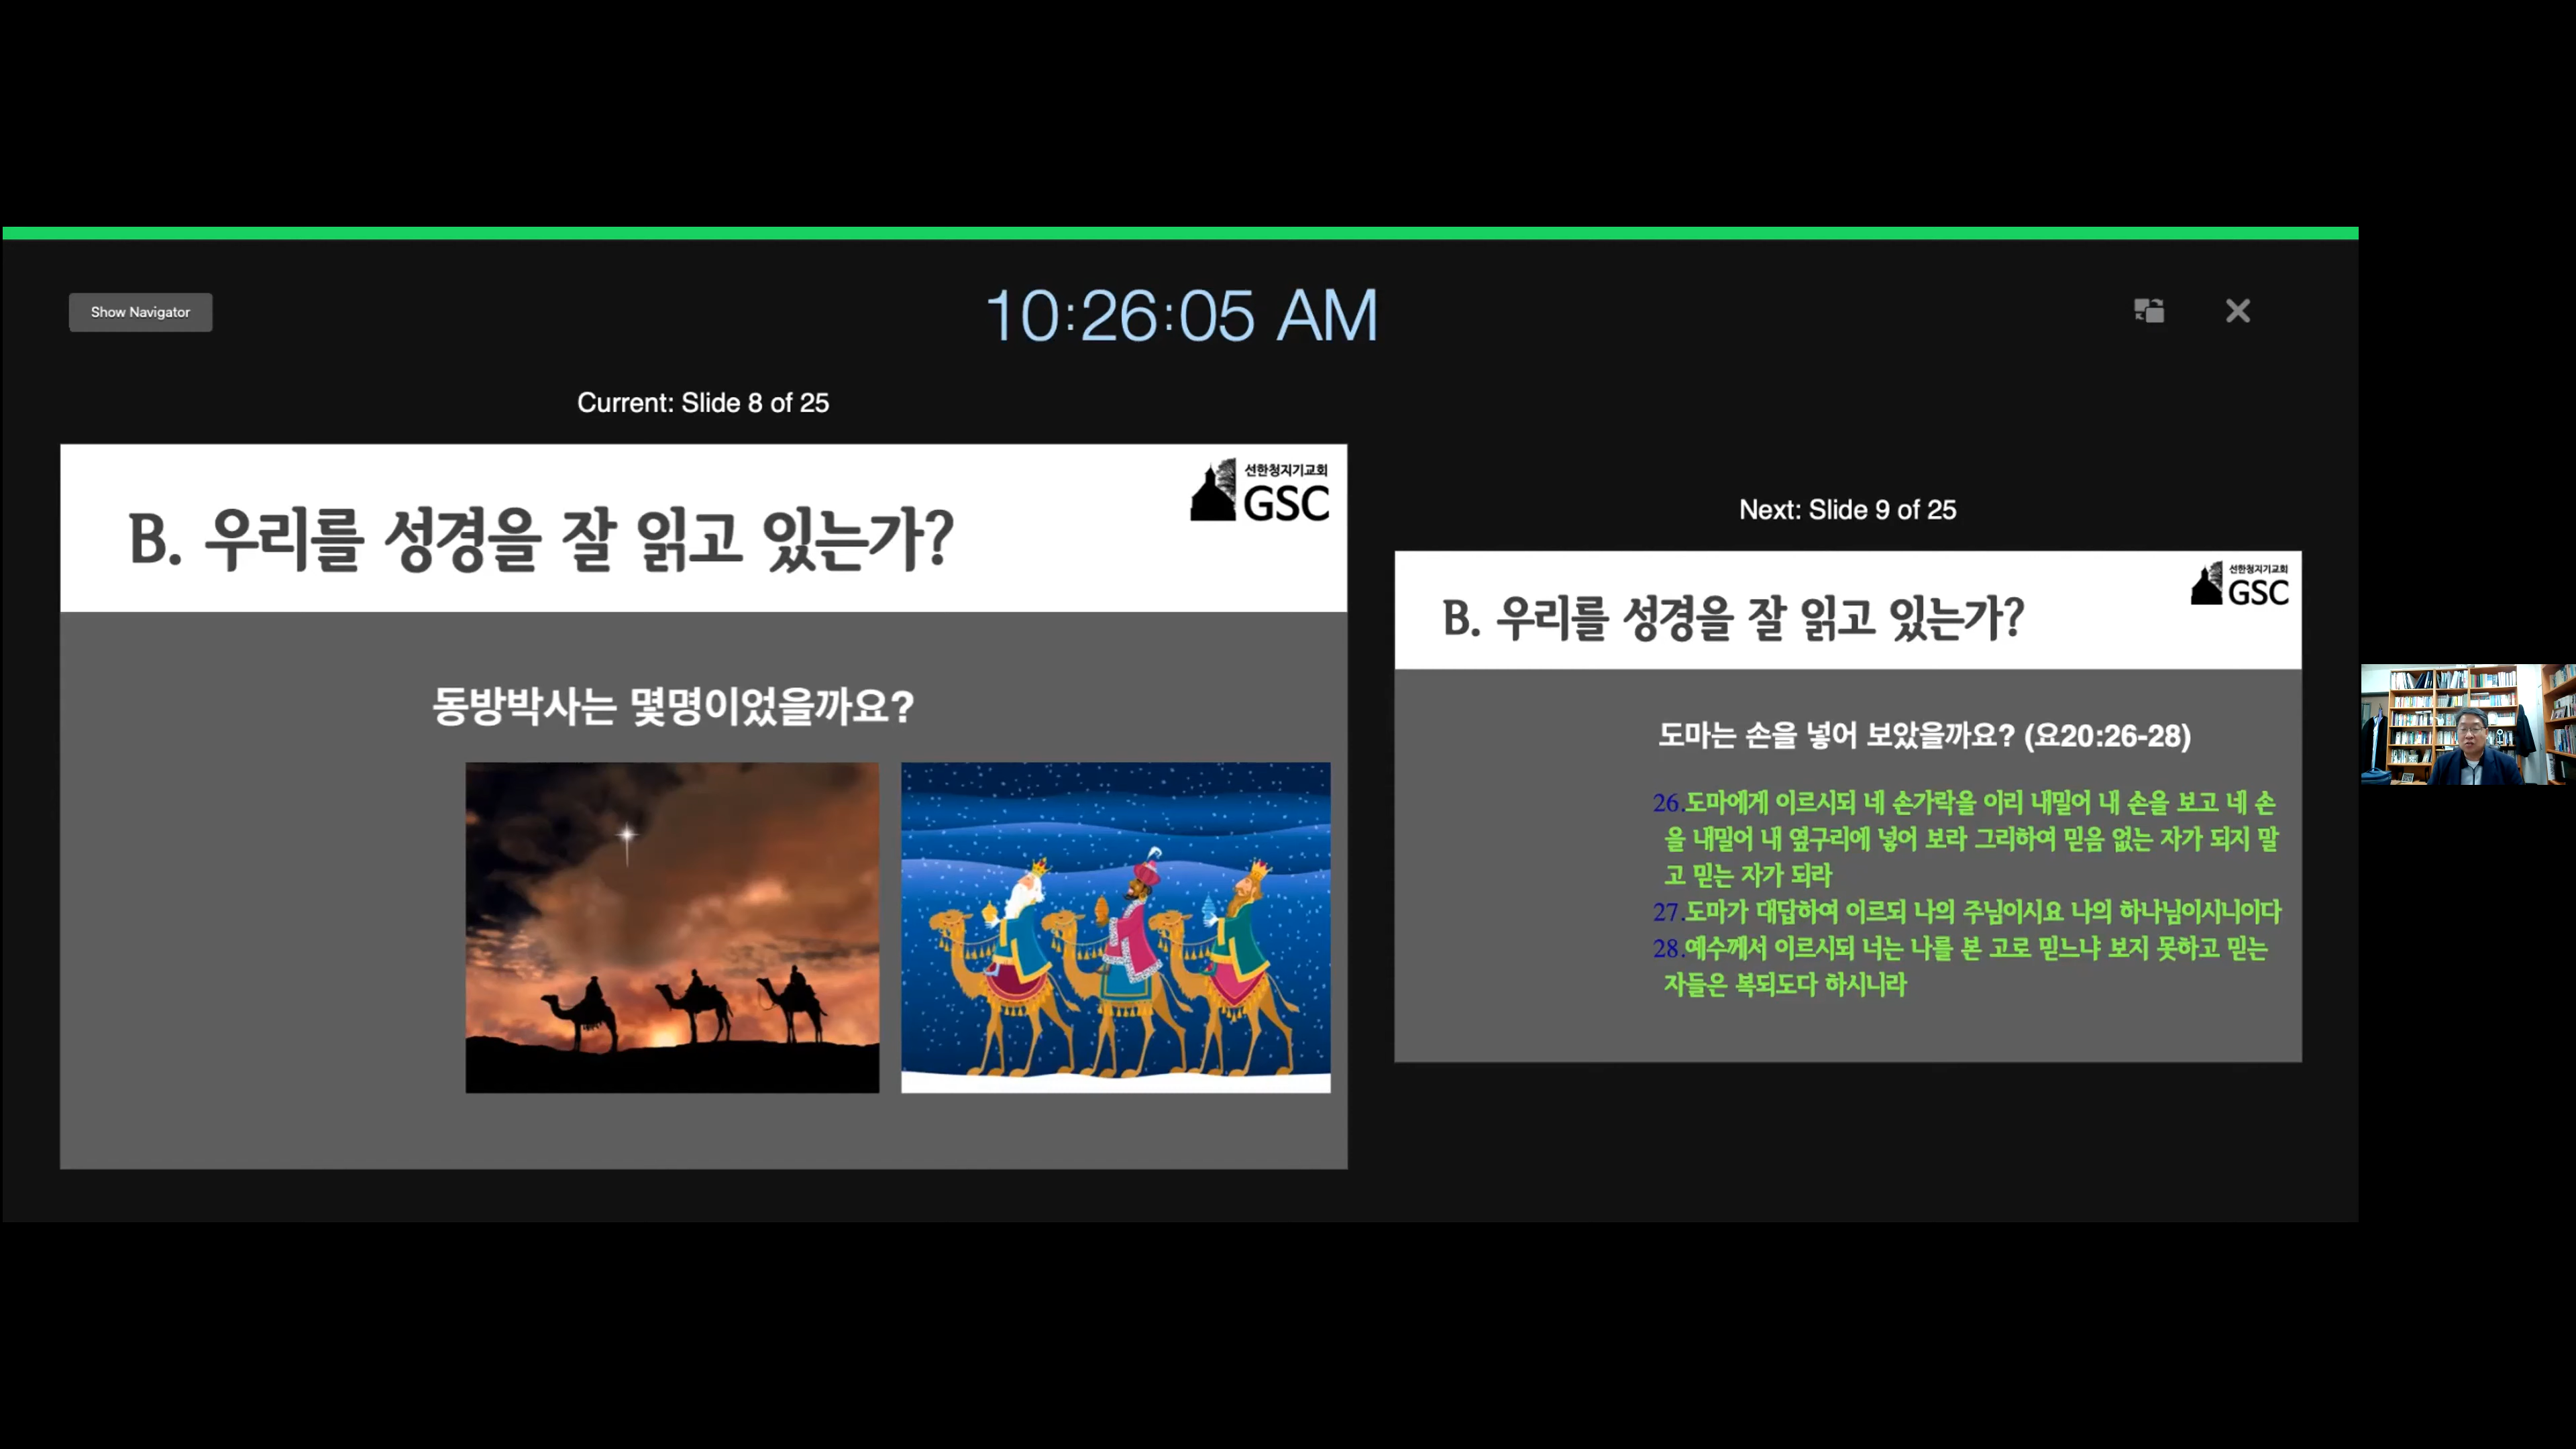 Show Navigator
10:26:05 AM
Current: Slide 8 of 25
선한청지기교회
GSC
B. 우리를 성경을 잘 읽고 있는가?
동방박사는 몇명이었을까요?
Next: Slide 9 of 25
선한청지기교회
GSC
B. 우리를 성경을 잘 읽고 있는가?
도마는 손을 넣어 보았을까요? (요20:26-28)
26.도마에게 이르시되 네 손가락을 이리 내밀어 내 손을 보고 네 손
을 내밀어 내 옆구리에 넣어 보라 그리하여 믿음 없는 자가 되지 말
고 믿는 자가 되라
27.도마가 대답하여 이르되 나의 주님이시요 나의 하나님이시니이다
28.예수께서 이르시되 너는 나를 본 고로 믿느냐 보지 못하고 믿는
자들은 복되도다 하시니라